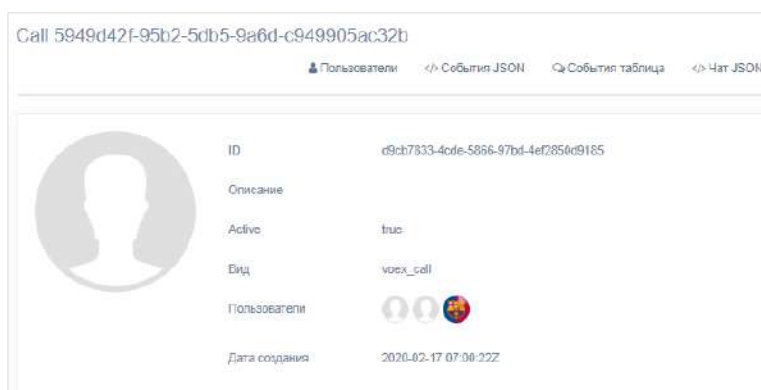 Call 5949d42f-95b2-5db5-9a6d-c949905ac32b
Пользователи </> События JSON События таблица </> Чат JSON
ID d9cb7833-4cde-5866-97bd-4ef2850d9185
Описание
Active true
Вид voex_call
Пользователи
Дата создания 2020-02-17 07:00:22Z